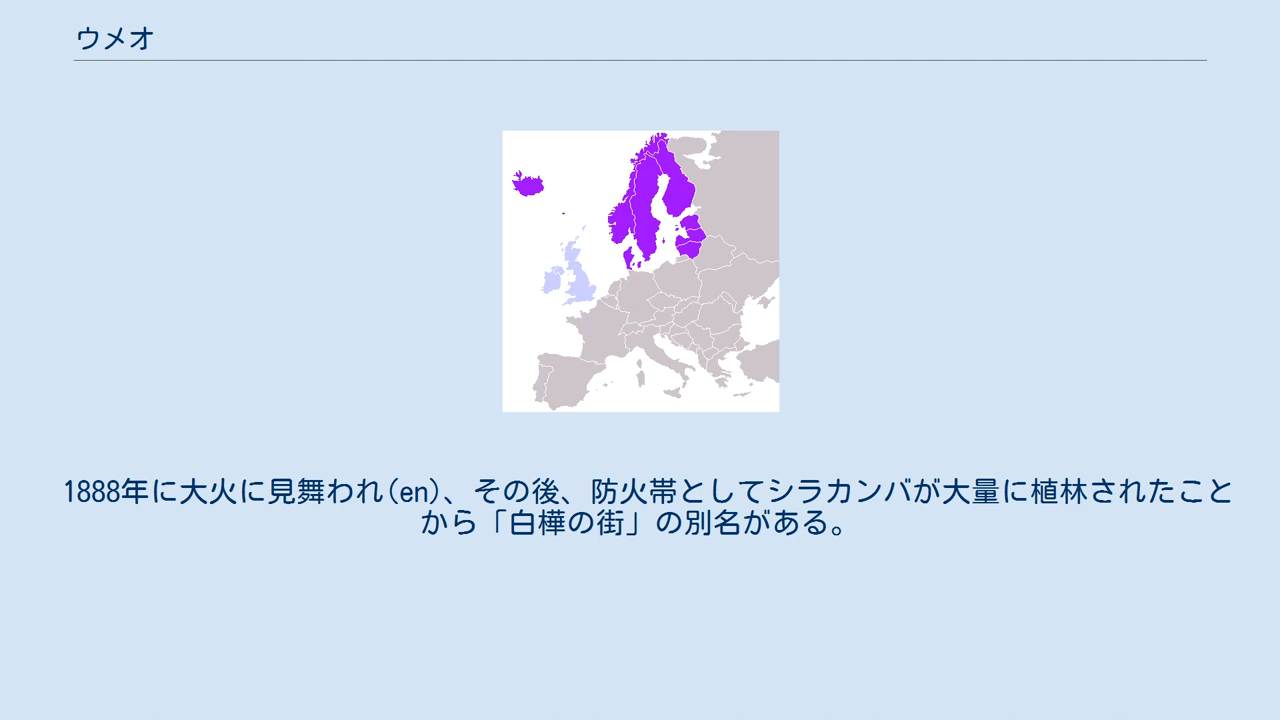 ウメオ
1888年に大火に見舞われ(en)、その後、防火帯としてシラカンバが大量に植林されたこと
から「白樺の街」の別名がある。